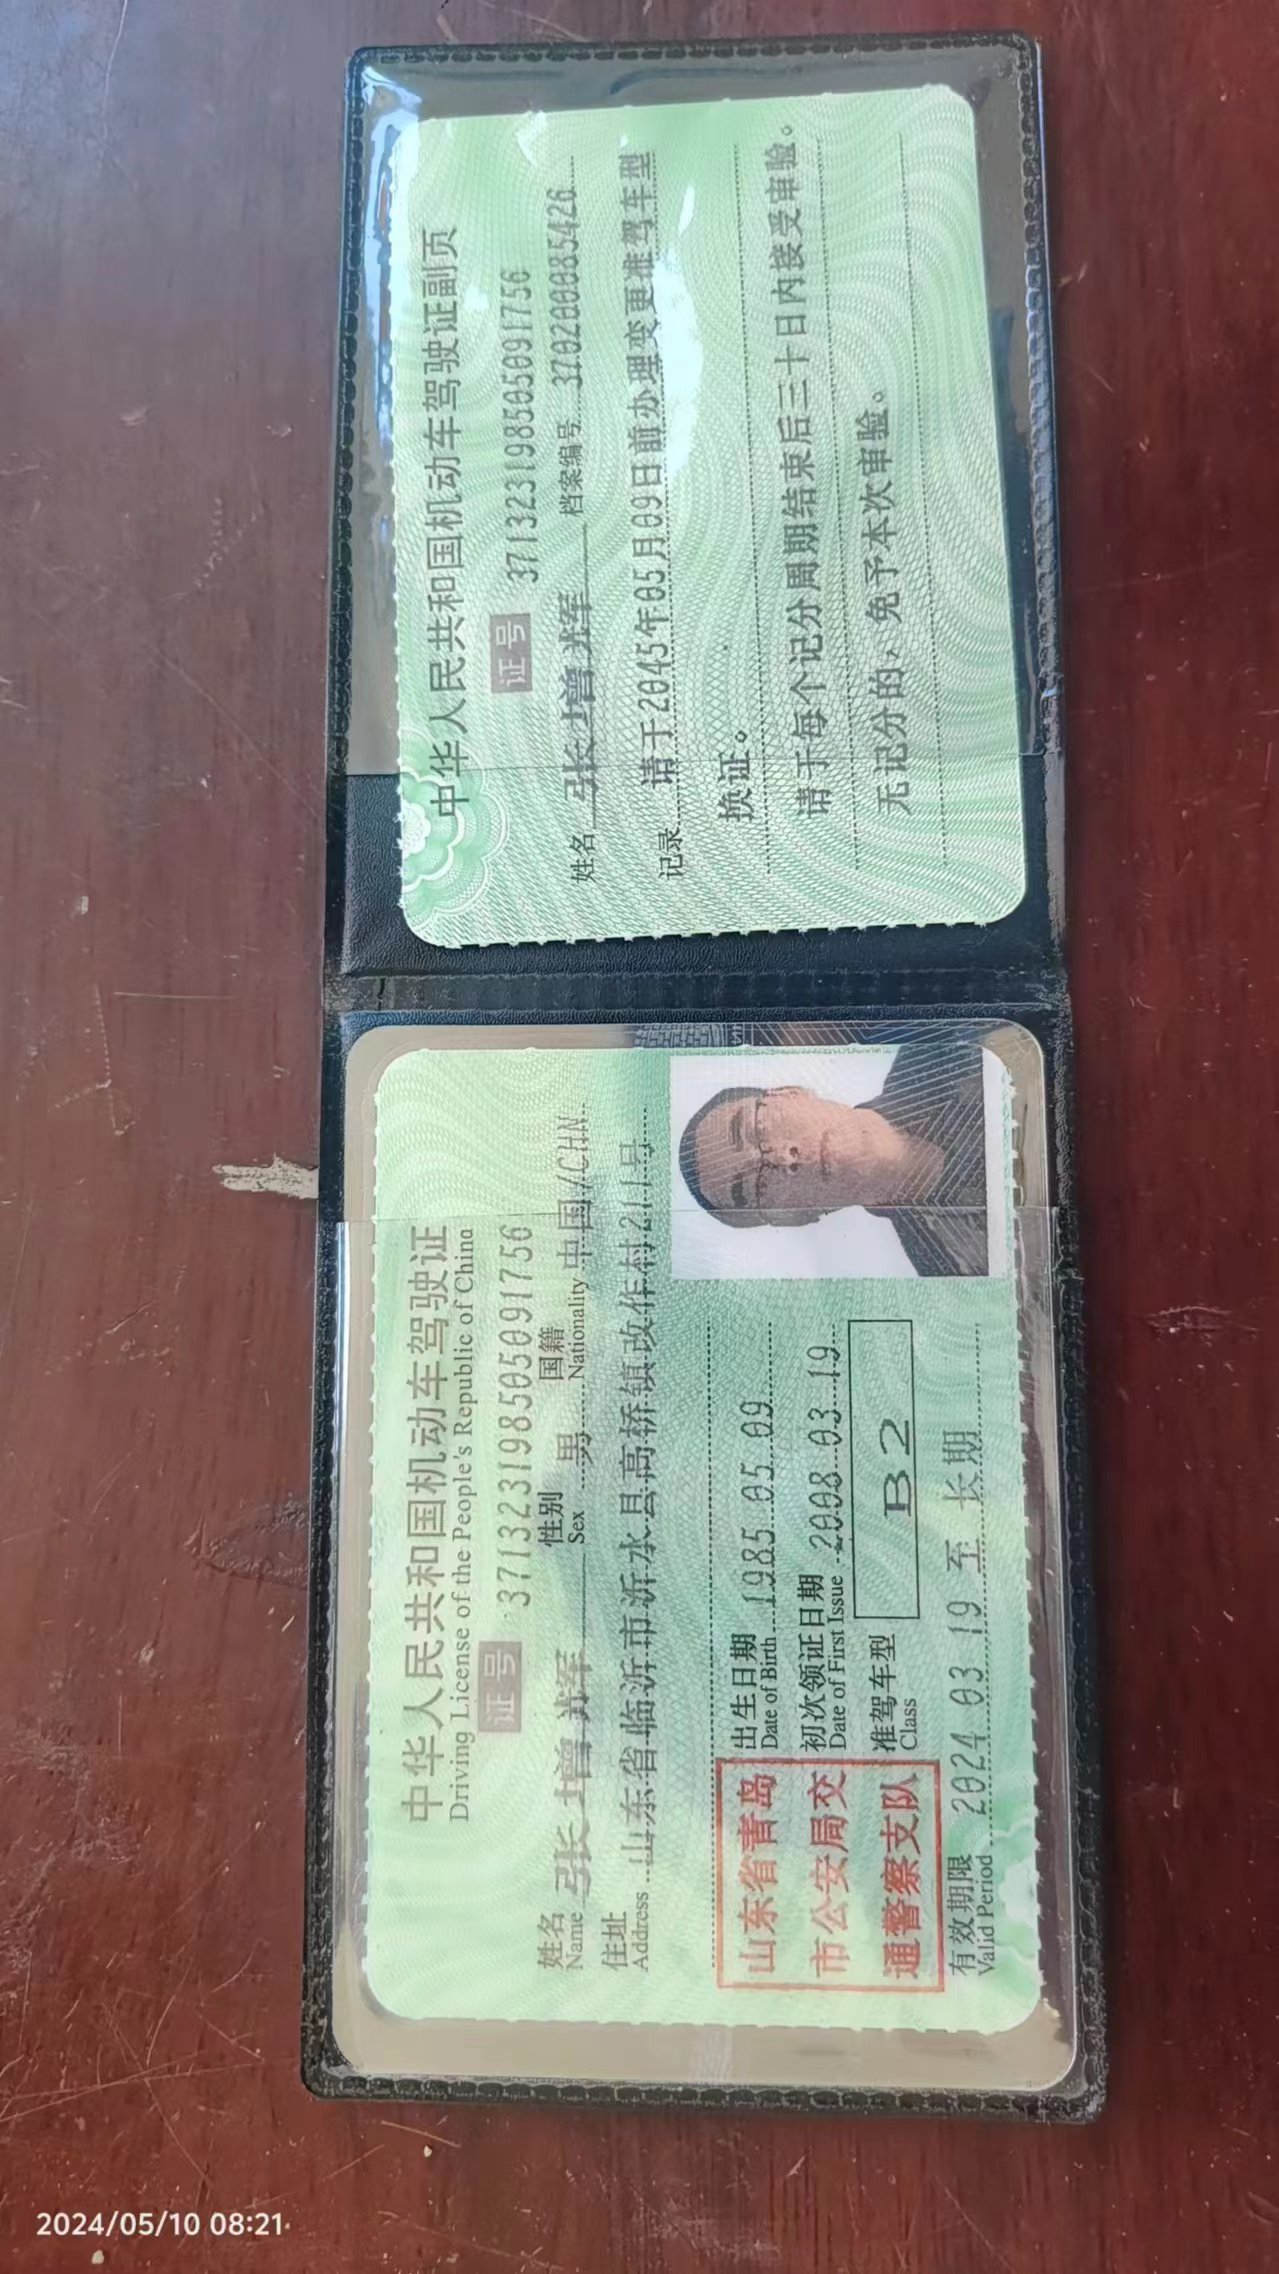 中华人民共和国机动车驾驶证
Driving License of the People's Republic of China
证号 371323198505091756
姓名 张增辉 性别 男 国籍 中国/CHN
Name Sex Nationality
住址 山东省临沂市沂水县高桥镇改作村211号
Address
山东省青岛
市公安局交
通警察支队
出生日期 1985 05 09
Date of Birth
初次领证日期 2008 03 19
Date of First Issue
准驾车型 B2
Class
有效期限 2024 03 19 至 长期
Valid Period
中华人民共和国机动车驾驶证副页
证号 371323198505091756
姓名 张增辉 档案编号 370200085426
记录 请于2045年05月09日前办理变更准驾车型
换证。
请于每个记分周期结束后三十日内接受审验。
无记分的，免予本次审验。
2024/05/10 08:21